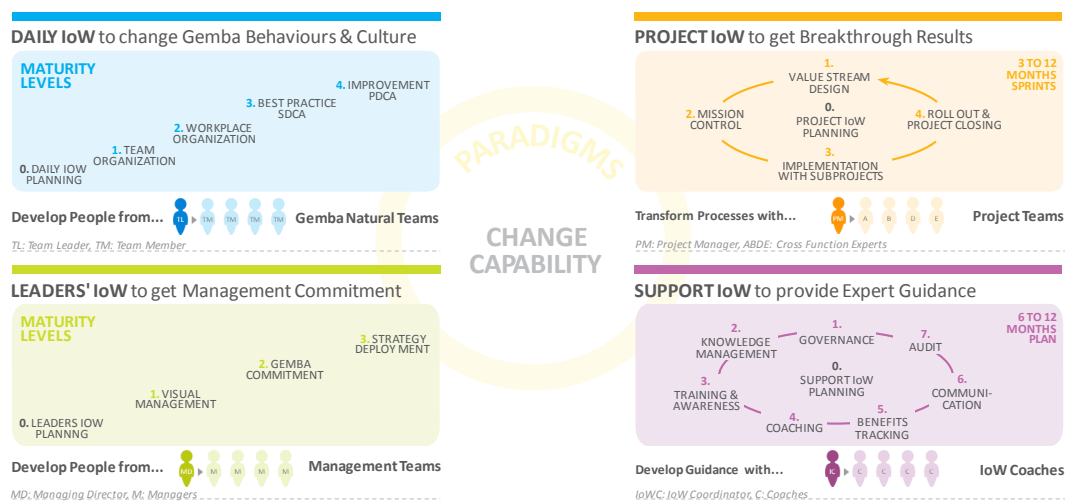 DAILY IoW to change Gemba Behaviours & Culture
MATURITY
LEVELS
4. IMPROVEMENT
PDCA
3. BEST PRACTICE
SDCA
2. WORKPLACE
ORGANIZATION
1. TEAM
ORGANIZATION
0. DAILY IOW
PLANNING
Develop People from...
TL
TM
TM
TM
TM
Gemba Natural Teams
TL: Team Leader, TM: Team Member
PROJECT IoW to get Breakthrough Results
3 TO 12
MONTHS
SPRINTS
1.
VALUE STREAM
DESIGN
2. MISSION
CONTROL
0.
PROJECT IoW
PLANNING
4. ROLL OUT &
PROJECT CLOSING
3.
IMPLEMENTATION
WITH SUBPROJECTS
Transform Processes with...
PM
A
B
D
E
Project Teams
PM: Project Manager, ABDE: Cross Function Experts
PARADIGMS
CHANGE
CAPABILITY
LEADERS' IoW to get Management Commitment
MATURITY
LEVELS
3. STRATEGY
DEPLOY MENT
2. GEMBA
COMMITMENT
1. VISUAL
MANAGEMENT
0. LEADERS IOW
PLANNNG
Develop People from...
MD
M
M
M
M
Management Teams
MD: Managing Director, M: Managers
SUPPORT IoW to provide Expert Guidance
6 TO 12
MONTHS
PLAN
1.
GOVERNANCE
2.
KNOWLEDGE
MANAGEMENT
7.
AUDIT
0.
SUPPORT IoW
PLANNING
3.
TRAINING &
AWARENESS
6.
COMMUNI-
CATION
4.
COACHING
5.
BENEFITS
TRACKING
Develop Guidance with...
IC
C
C
C
C
IoW Coaches
IoWC: IoW Coordinator, C: Coaches